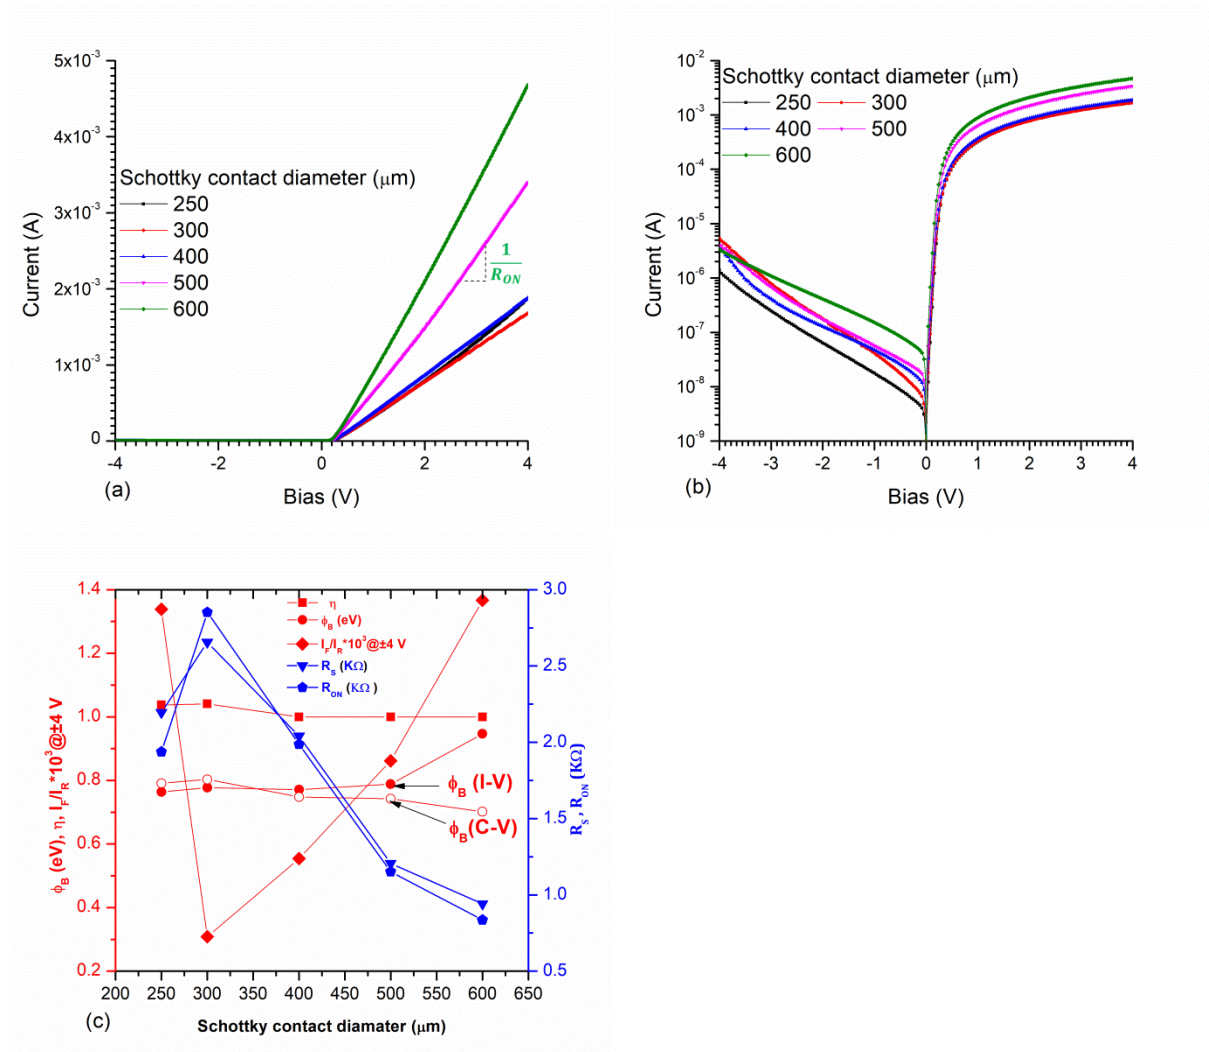 5x10⁻³
4x10⁻³
3x10⁻³
2x10⁻³
1x10⁻³
0
Current (A)
Schottky contact diameter (μm)
250
300
400
500
600
1
R_ON
-4 -2 0 2 4
(a) Bias (V)
10⁻²
10⁻³
10⁻⁴
10⁻⁵
10⁻⁶
10⁻⁷
10⁻⁸
10⁻⁹
Current (A)
Schottky contact diameter (μm)
250 300
400 500
600
-4 -3 -2 -1 0 1 2 3 4
(b) Bias (V)
1.4
1.2
1.0
0.8
0.6
0.4
0.2
ϕ_B (eV), η, I_F/I_R*10³@±4 V
η
ϕ_B (eV)
I_F/I_R*10³@±4 V
R_S (KΩ)
R_ON (KΩ )
ϕ_B (I-V)
ϕ_B(C-V)
3.0
2.5
2.0
1.5
1.0
0.5
R_S , R_ON (KΩ)
200 250 300 350 400 450 500 550 600 650
(c) Schottky contact diamater (μm)